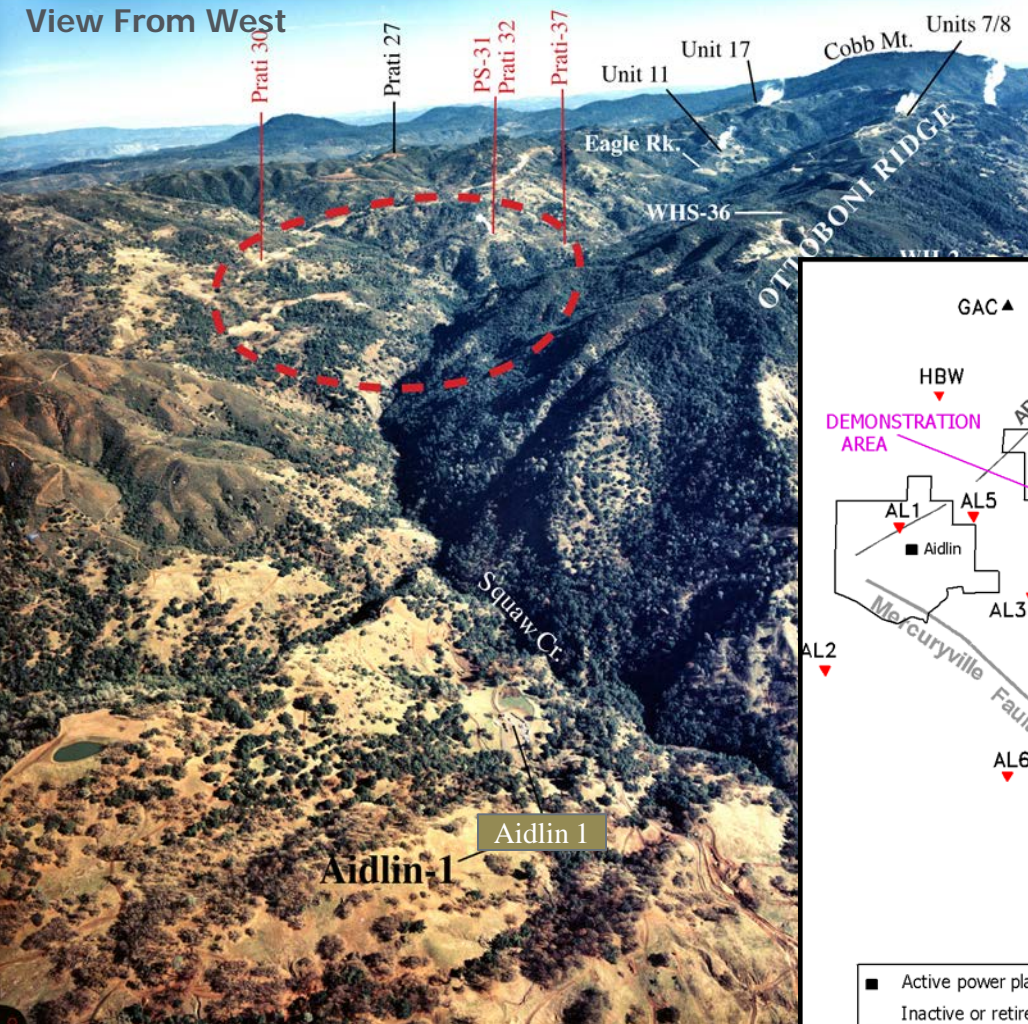 View From West
Prati 30
Prati 27
PS-31
Prati 32
Prati-37
Unit 11
Unit 17
Cobb Mt.
Units 7/8
Eagle Rk.
WHS-36
OTTOBONI RIDGE
Squaw Cr.
Aidlin 1
Aidlin-1
GAC
HBW
DEMONSTRATION
AREA
AL1
AL5
Aidlin
AL3
Mercuryville Fault
AL2
AL6
Active power
Inactive or